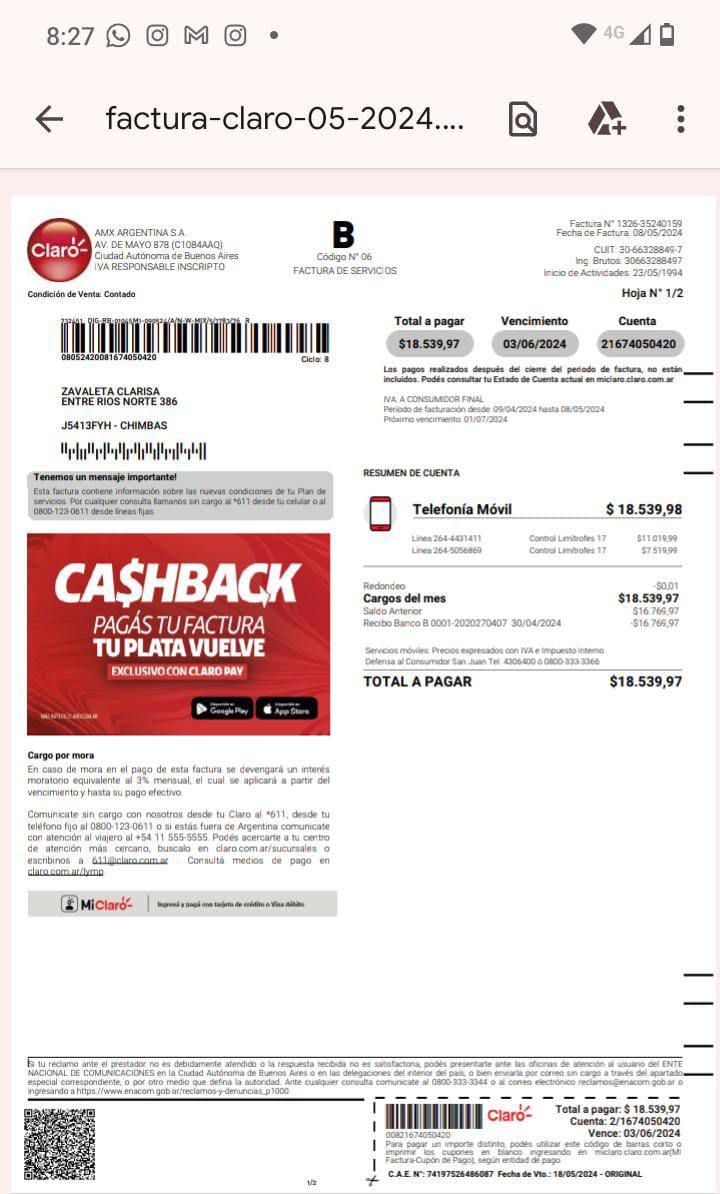 8:27
4G
factura-claro-05-2024....
Claro
AMX ARGENTINA S.A.
AV. DE MAYO 878 (C1084AAQ)
Ciudad Autónoma de Buenos Aires
IVA RESPONSABLE INSCRIPTO
B
Código N° 06
FACTURA DE SERVICIOS
Factura N° 1326-35240159
Fecha de Factura: 08/05/2024
CUIT: 30-66328849-7
Ing. Brutos: 30663288497
Inicio de Actividades: 23/05/1994
Condición de Venta: Contado
Hoja N° 1/2
08052420081674050420
Ciclo: 8
Total a pagar
Vencimiento
Cuenta
$18.539,97
03/06/2024
21674050420
Los pagos realizados después del cierre del período de factura, no están
incluidos. Podés consultar tu Estado de Cuenta actual en miclaro.claro.com.ar
ZAVALETA CLARISA
ENTRE RIOS NORTE 386
J5413FYH - CHIMBAS
IVA: A CONSUMIDOR FINAL
Período de facturación desde: 09/04/2024 hasta 08/05/2024
Próximo vencimiento: 01/07/2024
Tenemos un mensaje importante!
Esta factura contiene información sobre las nuevas condiciones de tu Plan de
servicios. Por cualquier consulta llamanos sin cargo al *611 desde tu celular o al
0800-123-0611 desde líneas fijas.
RESUMEN DE CUENTA
Telefonía Móvil $ 18.539,98
Línea 264-4431411 Control Limitrofes 17 $11.019,99
Línea 264-5056869 Control Limitrofes 17 $7.519,99
Redondeo -$0,01
Cargos del mes $18.539,97
Saldo Anterior $16.769,97
Recibo Banco B 0001-2020270407 30/04/2024 -$16.769,97
Servicios móviles: Precios expresados con IVA e Impuesto Interno
Defensa al Consumidor San Juan Tel. 4306400 ó 0800-333-3366
TOTAL A PAGAR $18.539,97
CA$HBACK
PAGÁS TU FACTURA
TU PLATA VUELVE
EXCLUSIVO CON CLARO PAY
Google Play
App Store
Cargo por mora
En caso de mora en el pago de esta factura se devengará un interés
moratorio equivalente al 3% mensual, el cual se aplicará a partir del
vencimiento y hasta su pago efectivo.
Comunicate sin cargo con nosotros desde tu Claro al *611, desde tu
teléfono fijo al 0800-123-0611 o si estás fuera de Argentina comunicate
con atención al viajero al +54 11 555-5555. Podés acercarte a tu centro
de atención más cercano, buscalo en claro.com.ar/sucursales o
escribinos a 611@claro.com.ar . Consultá medios de pago en
claro.com.ar/lymp.
MiClaro
Ingresá y pagá con tarjeta de crédito o Visa débito
Si tu reclamo ante el prestador no es debidamente atendido o la respuesta recibida no es satisfactoria, podés presentarte ante las oficinas de atención al usuario del ENTE
NACIONAL DE COMUNICACIONES en la Ciudad Autónoma de Buenos Aires o en las delegaciones del interior del país; o bien enviarla por correo sin cargo a través del apartado
especial correspondiente, o por otro medio que defina la autoridad. Ante cualquier consulta comunicate al 0800-333-3344 o al correo electrónico reclamos@enacom.gob.ar o
ingresando a https://www.enacom.gob.ar/reclamos-y-denuncias_p1000
Claro
00821674050420
Total a pagar: $ 18.539,97
Cuenta: 2/1674050420
Vence: 03/06/2024
Para pagar un importe distinto, podés utilizar este código de barras corto o
imprimir los cupones en blanco ingresando en miclaro.claro.com.ar(MI
Factura-Cupón de Pago), según entidad de pago.
C.A.E. N°: 74197526486087 Fecha de Vto.: 18/05/2024 - ORIGINAL
1/2